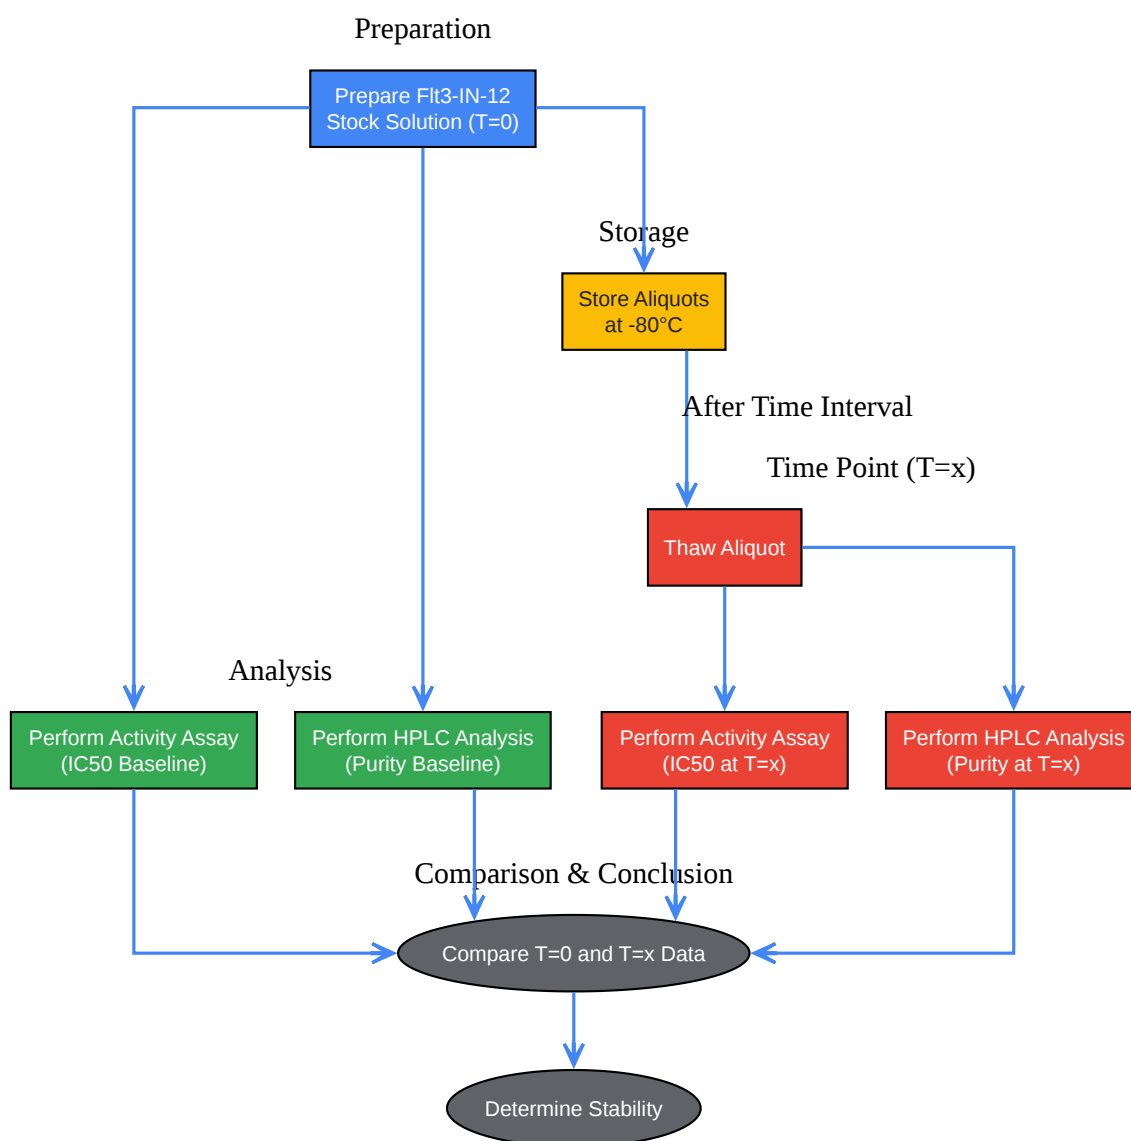 Preparation
Prepare Flt3-IN-12
Stock Solution (T=0)
Storage
Store Aliquots
at -80°C
After Time Interval
Time Point (T=x)
Thaw Aliquot
Analysis
Perform Activity Assay
(IC50 Baseline)
Perform HPLC Analysis
(Purity Baseline)
Perform Activity Assay
(IC50 at T=x)
Perform HPLC Analysis
(Purity at T=x)
Comparison & Conclusion
Compare T=0 and T=x Data
Determine Stability